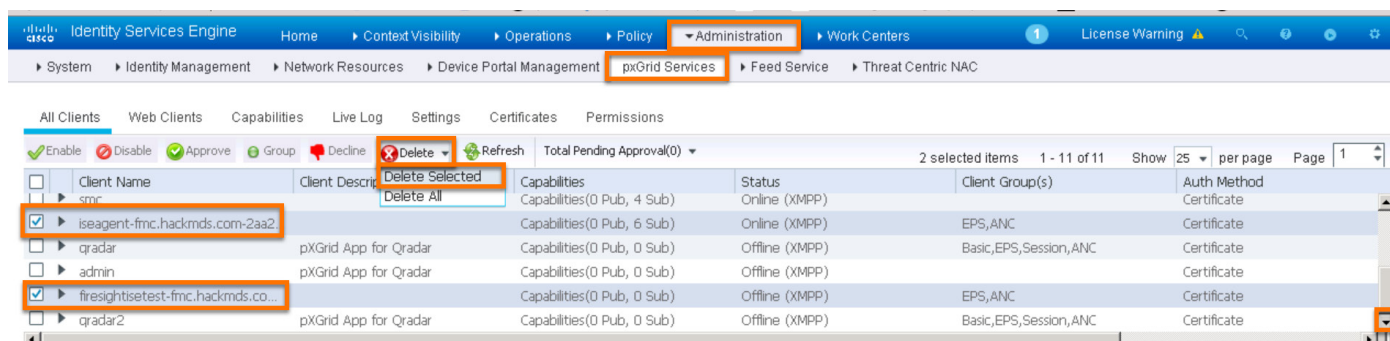 cisco Identity Services Engine Home Context Visibility Operations Policy Administration Work Centers 1 License Warning
System Identity Management Network Resources Device Portal Management pxGrid Services Feed Service Threat Centric NAC
All Clients Web Clients Capabilities Live Log Settings Certificates Permissions
Enable Disable Approve Group Decline Delete Refresh Total Pending Approval(0) 2 selected items 1 - 11 of 11 Show 25 per page Page 1
Delete Selected
Delete All
Client Name Client Descrip Capabilities Status Client Group(s) Auth Method
smc Capabilities(0 Pub, 4 Sub) Online (XMPP) Certificate
iseagent-fmc.hackmds.com-2aa2. Capabilities(0 Pub, 6 Sub) Online (XMPP) EPS,ANC Certificate
qradar pXGrid App for Qradar Capabilities(0 Pub, 0 Sub) Offline (XMPP) Basic,EPS,Session,ANC Certificate
admin pXGrid App for Qradar Capabilities(0 Pub, 0 Sub) Offline (XMPP) Certificate
firesightisetest-fmc.hackmds.co... Capabilities(0 Pub, 0 Sub) Offline (XMPP) EPS,ANC Certificate
qradar2 pXGrid App for Qradar Capabilities(0 Pub, 0 Sub) Offline (XMPP) Basic,EPS,Session,ANC Certificate